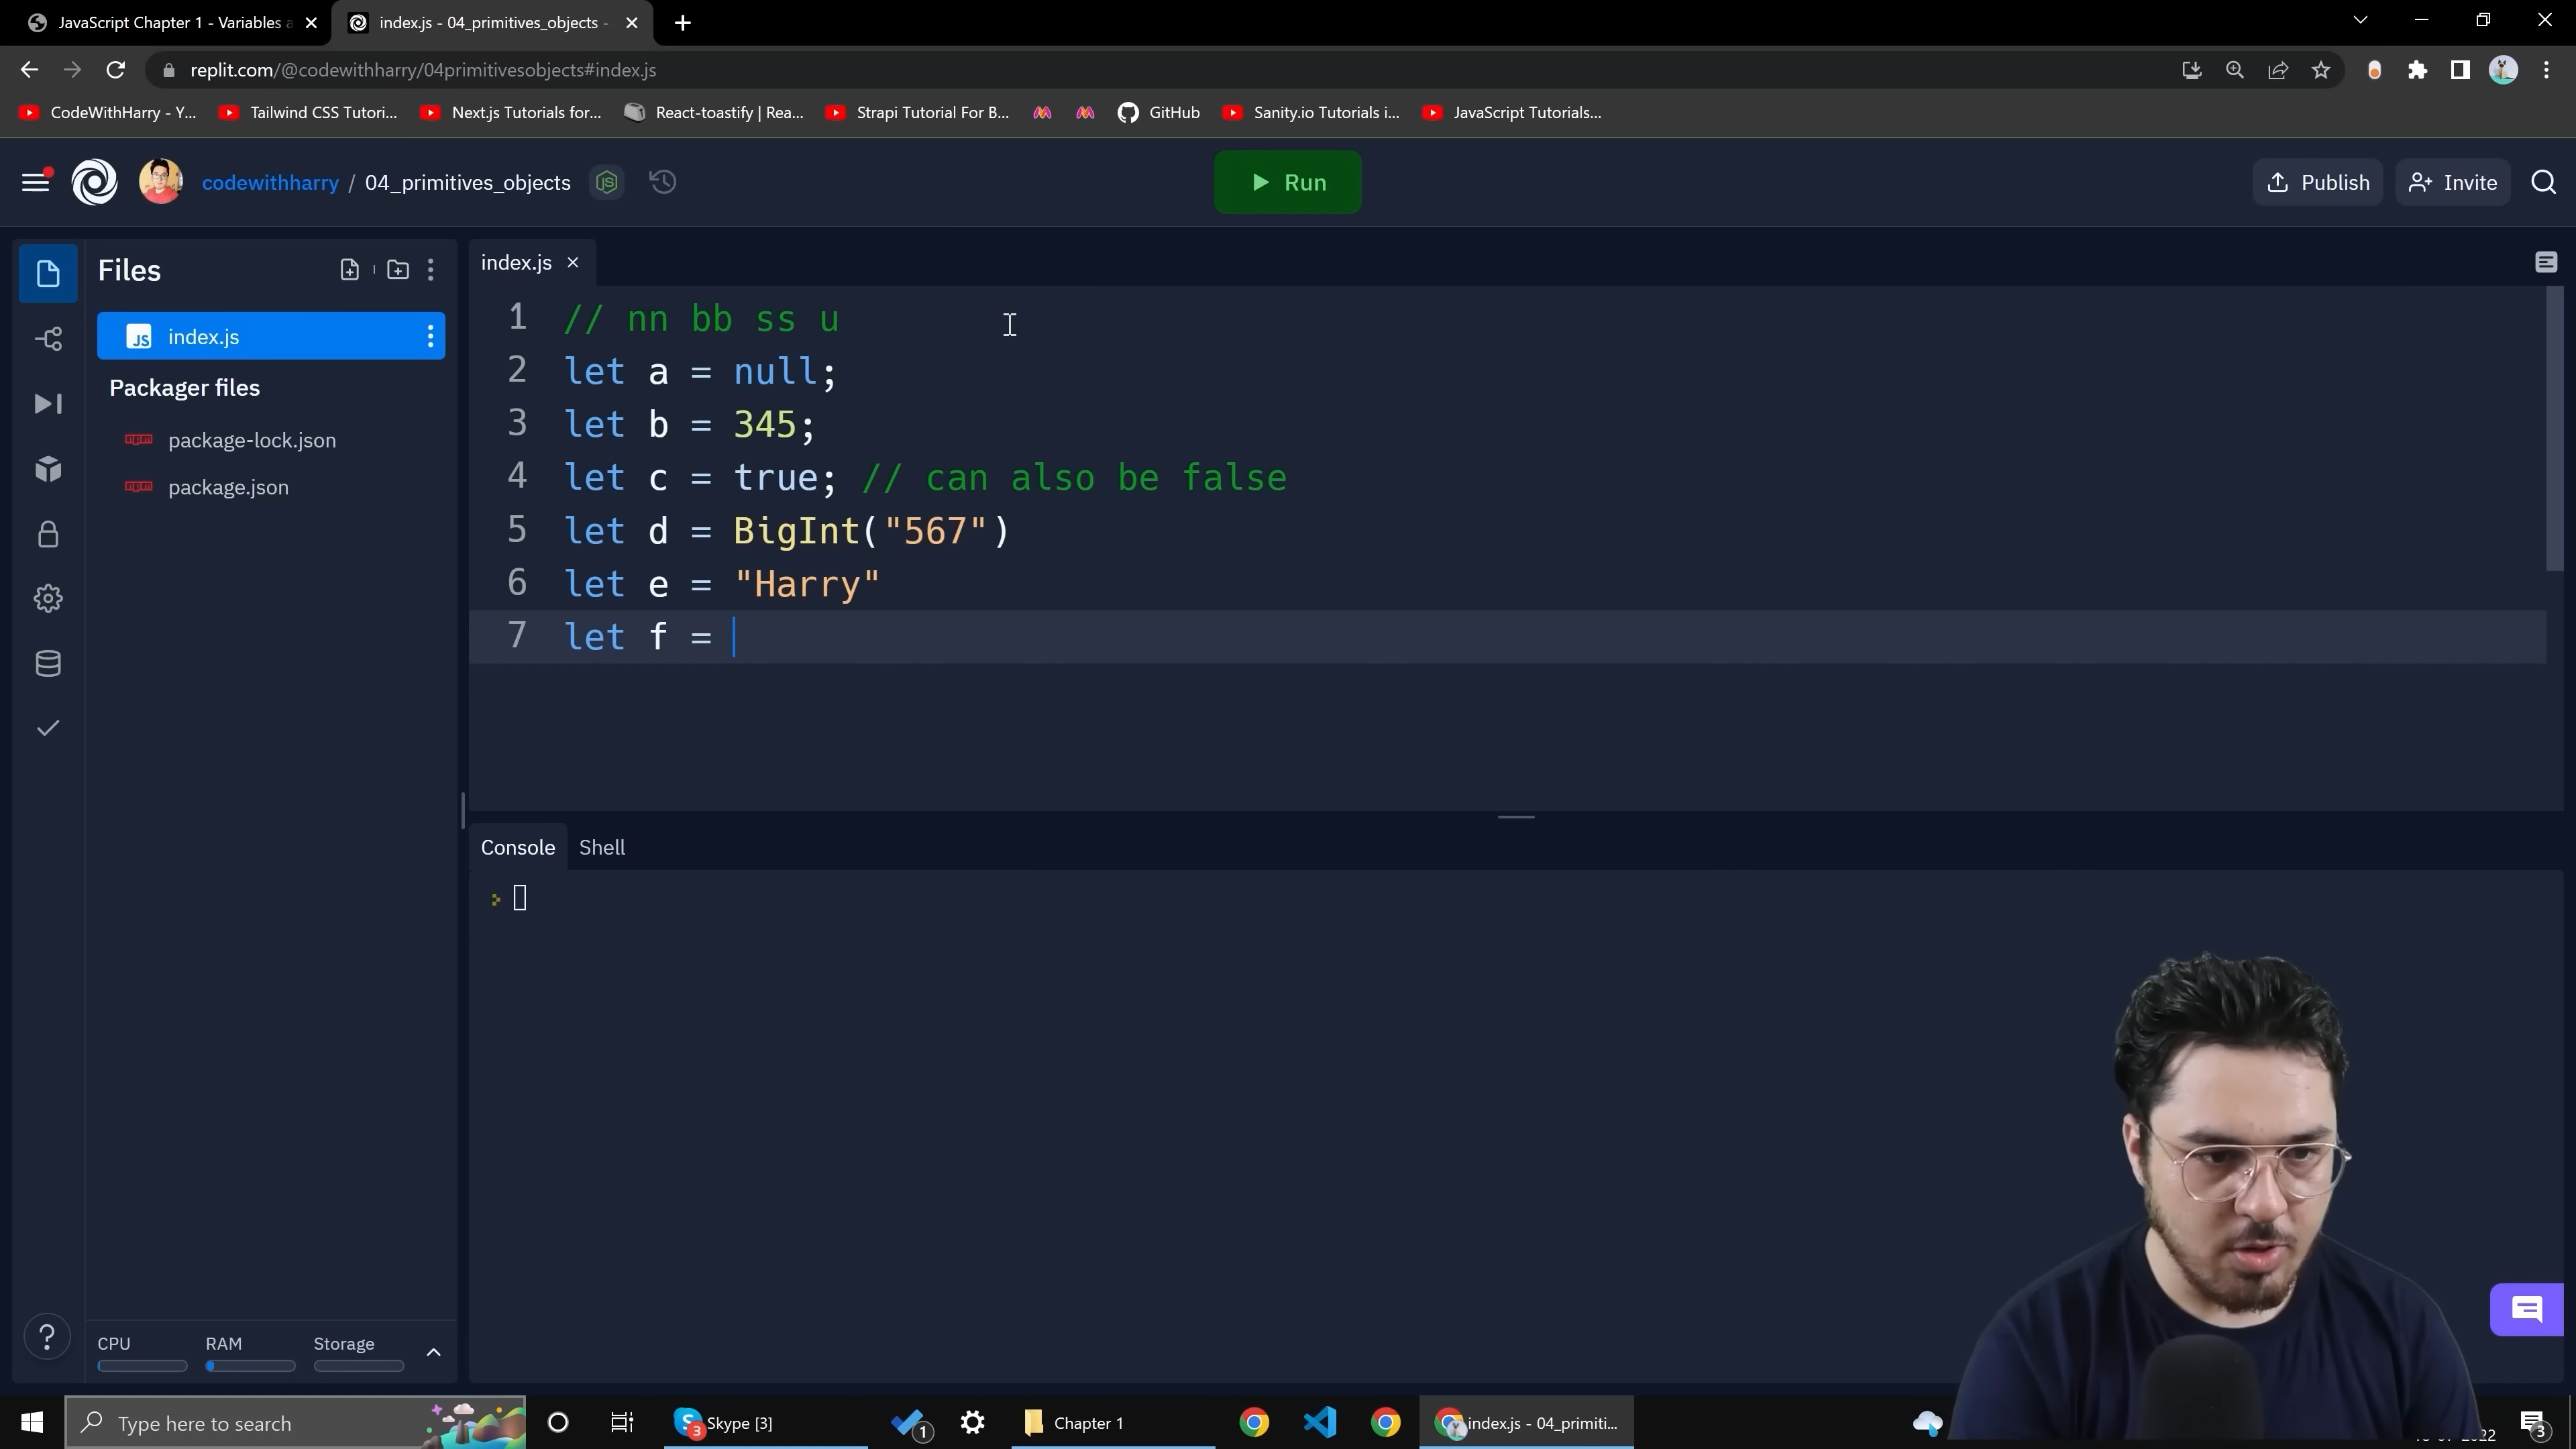 JavaScript Chapter 1 - Variables a
index.js - 04_primitives_objects -
replit.com/@codewithharry/04primitivesobjects#index.js
CodeWithHarry - Y... Tailwind CSS Tutori... Next.js Tutorials for... React-toastify | Rea... Strapi Tutorial For B... GitHub Sanity.io Tutorials i... JavaScript Tutorials...
codewithharry / 04_primitives_objects
Run
Publish
Invite
Files
index.js
JS index.js
Packager files
package-lock.json
package.json
1 // nn bb ss u
2 let a = null;
3 let b = 345;
4 let c = true; // can also be false
5 let d = BigInt("567")
6 let e = "Harry"
7 let f =
Console Shell
CPU RAM Storage
Type here to search
3 Skype [3]
1
Chapter 1
index.js - 04_primiti...
3